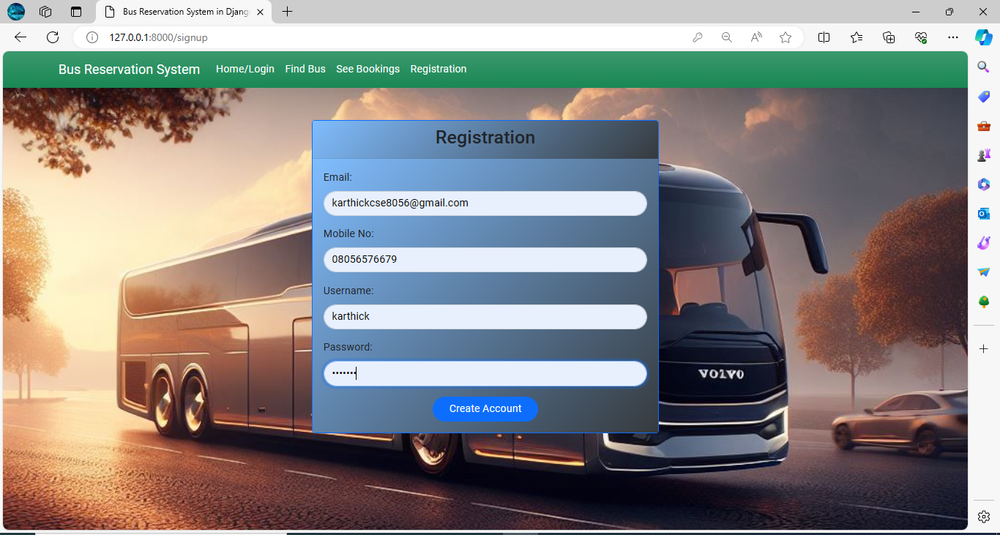 Bus Reservation System in Djang
127.0.0.1:8000/signup
Bus Reservation System Home/Login Find Bus See Bookings Registration
Registration
Email:
karthickcse8056@gmail.com
Mobile No:
08056576679
Username:
karthick
Password:
•••••••
VOLVO
Create Account